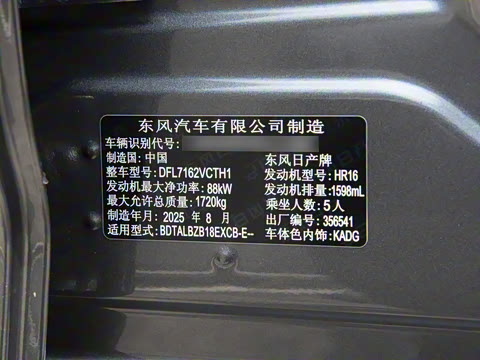 东风汽车有限公司制造
车辆识别代号:
制造国: 中国 东风日产牌
整车型号: DFL7162VCTH1 发动机型号: HR16
发动机最大净功率: 88kW 发动机排量: 1598mL
最大允许总质量: 1720kg 乘坐人数: 5人
制造年月: 2025 年 8 月 出厂编号: 356541
适用型式: BDTALBZB18EXCB-E-- 车体色内饰: KADG